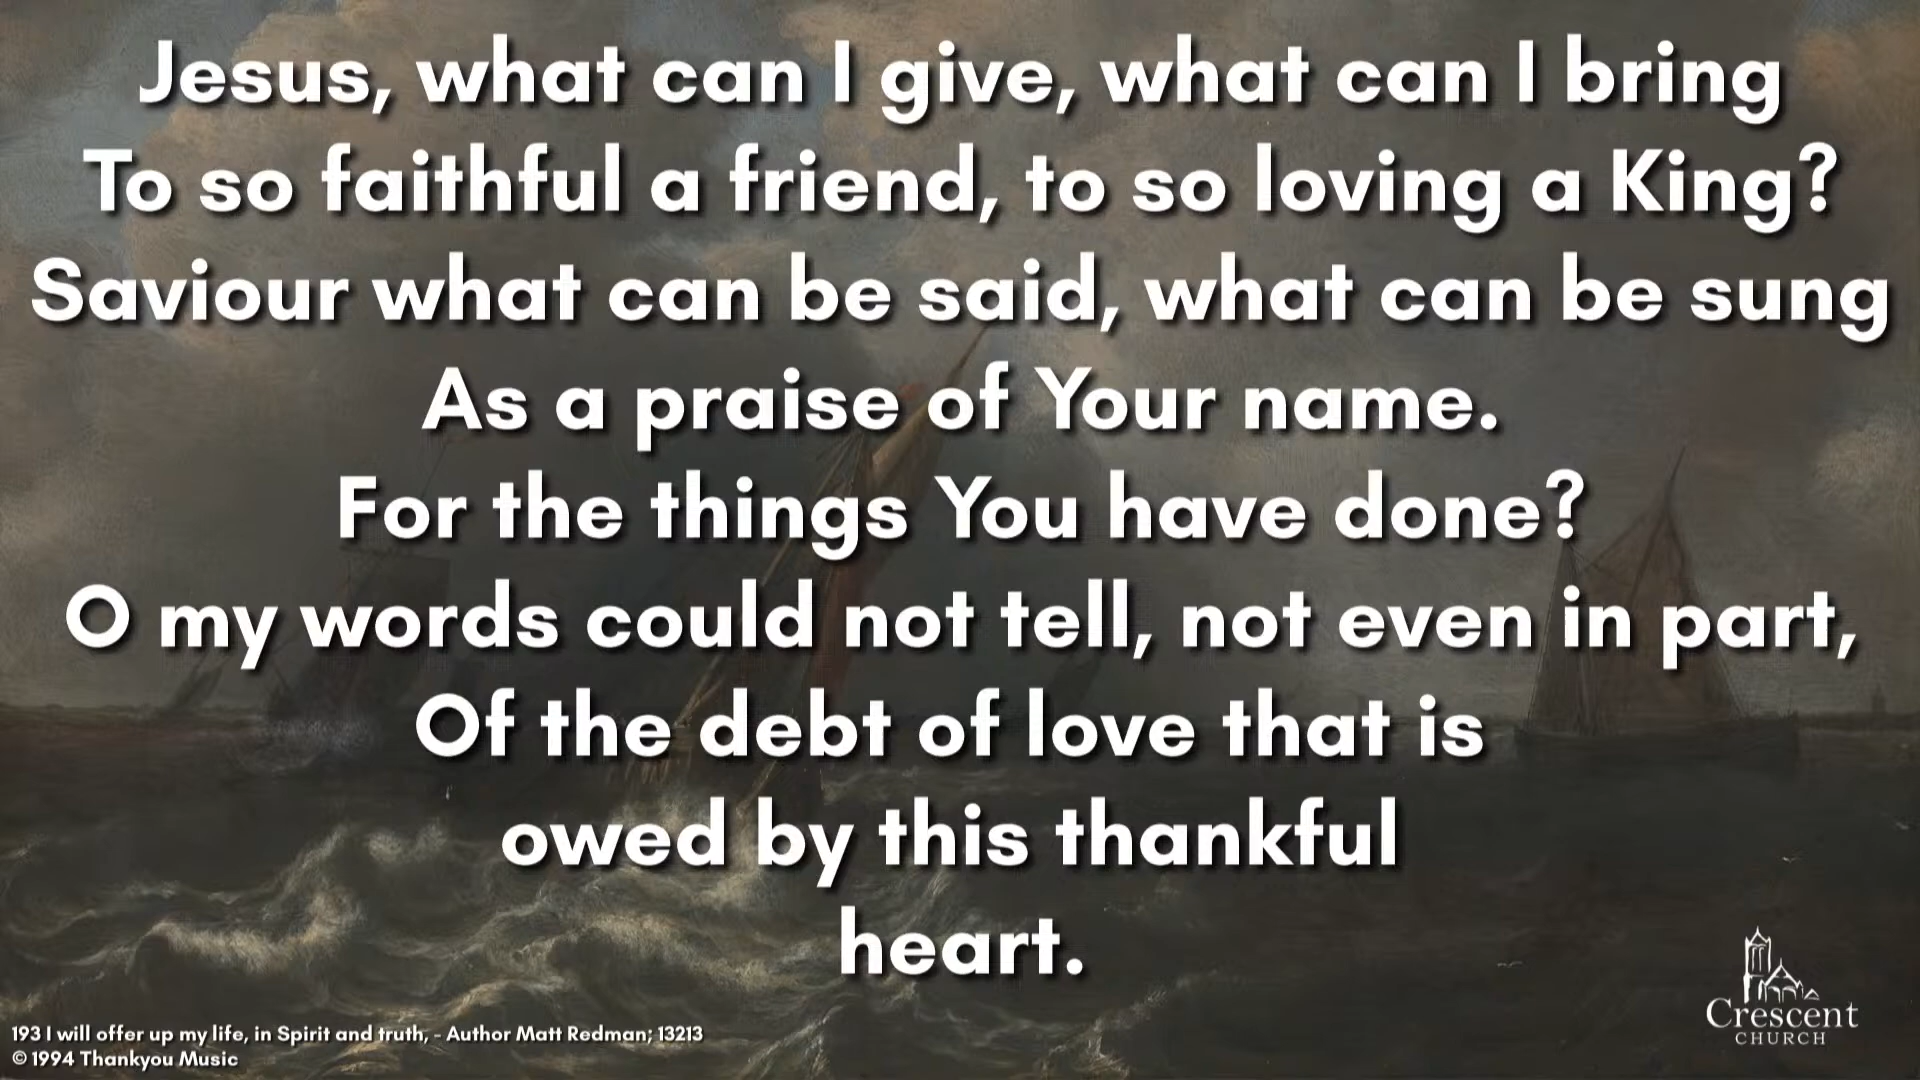 Jesus, what can I give, what can I bring
To so faithful a friend, to so loving a King?
Saviour what can be said, what can be sung
As a praise of Your name.
For the things You have done?
O my words could not tell, not even in part,
Of the debt of love that is
owed by this thankful
heart.
193 I will offer up my life, in Spirit and truth, - Author Matt Redman; 13213
© 1994 Thankyou Music
Crescent
CHURCH